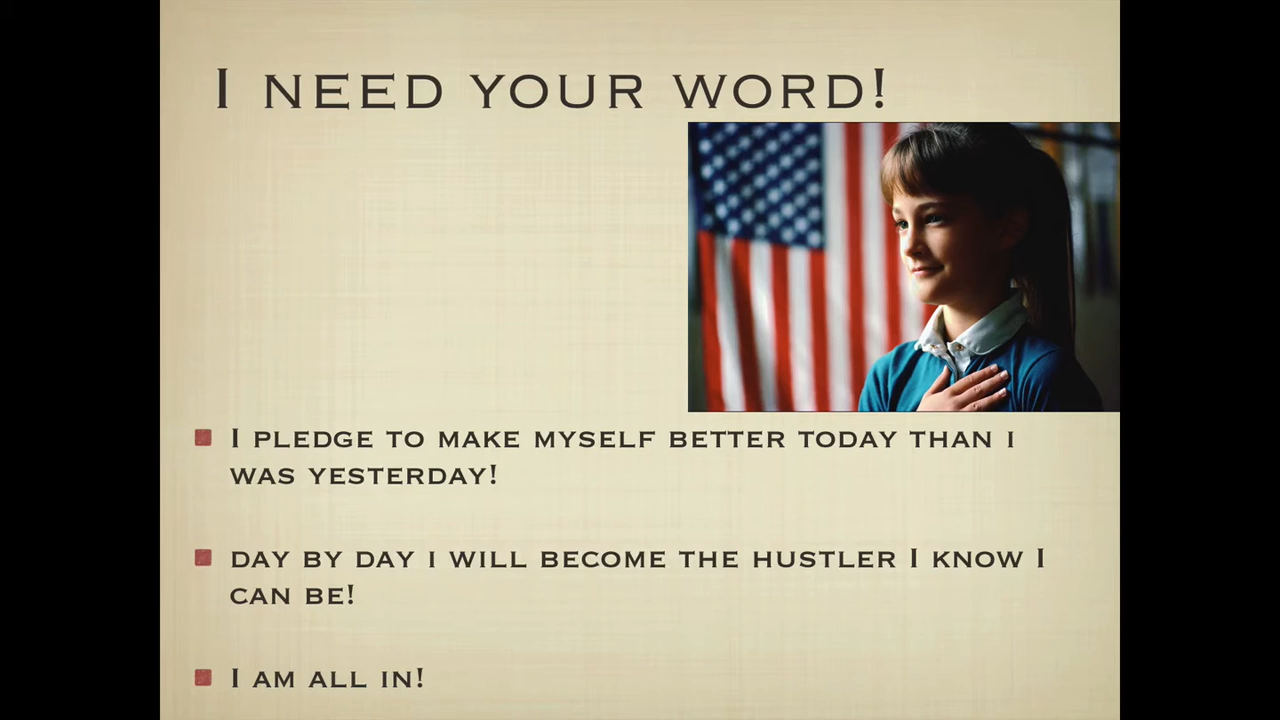 I NEED YOUR WORD!
I PLEDGE TO MAKE MYSELF BETTER TODAY THAN I
WAS YESTERDAY!
DAY BY DAY I WILL BECOME THE HUSTLER I KNOW I
CAN BE!
I AM ALL IN!